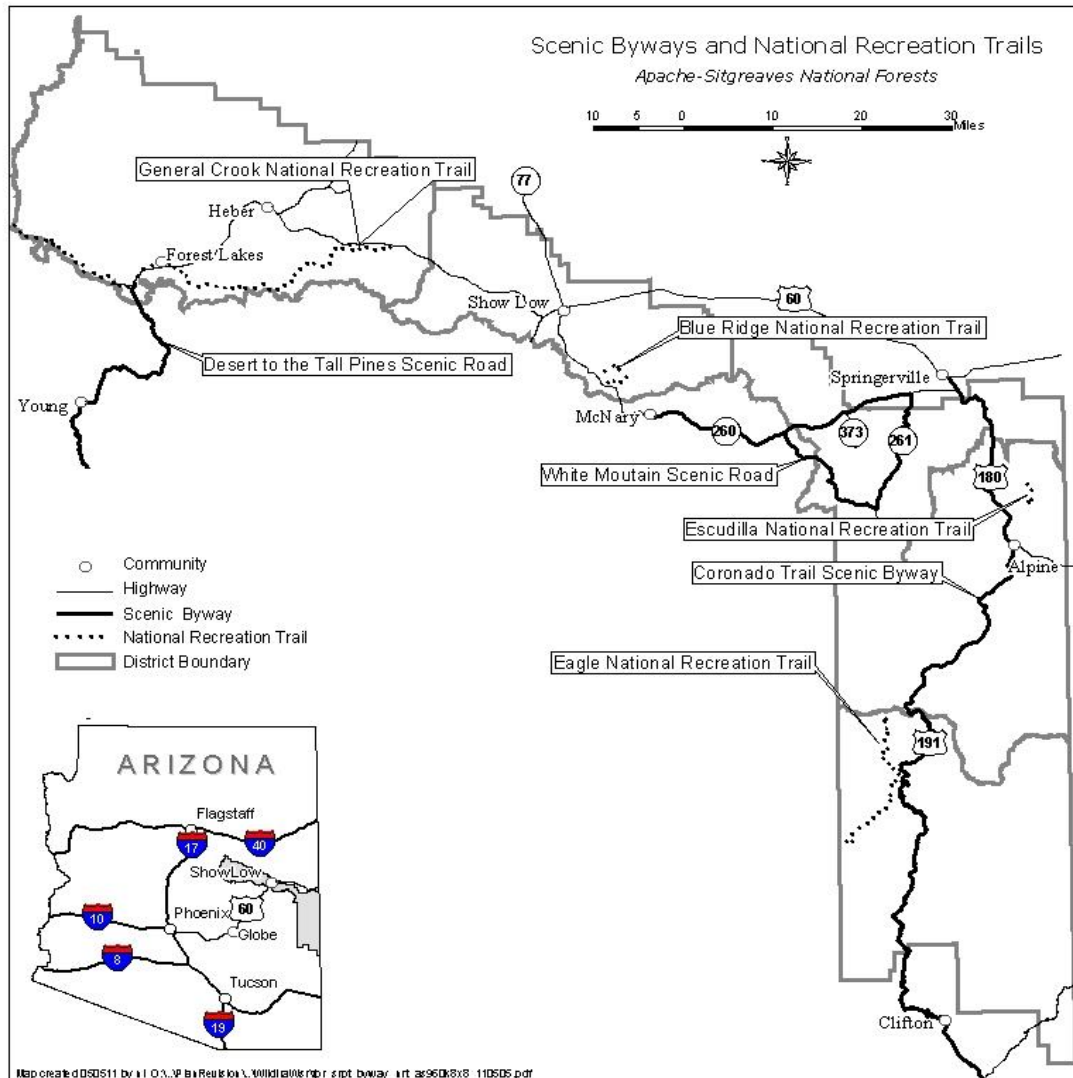 Scenic Byways and National Recreation Trails
Apache-Sitgreaves National Forests
10 5 0 10 20 30
Miles
General Crook National Recreation Trail
77
Heber
Forest Lakes
Show Low
60
Blue Ridge National Recreation Trail
Desert to the Tall Pines Scenic Road
Springerville
Young
McNary
260
373
261
White Moutain Scenic Road
180
Escudilla National Recreation Trail
Alpine
Coronado Trail Scenic Byway
Community
Highway
Scenic Byway
National Recreation Trail
District Boundary
Eagle National Recreation Trail
191
ARIZONA
Flagstaff
17
40
ShowLow
60
10
Phoenix
Globe
8
Tucson
19
Clifton
Map created 050511 by